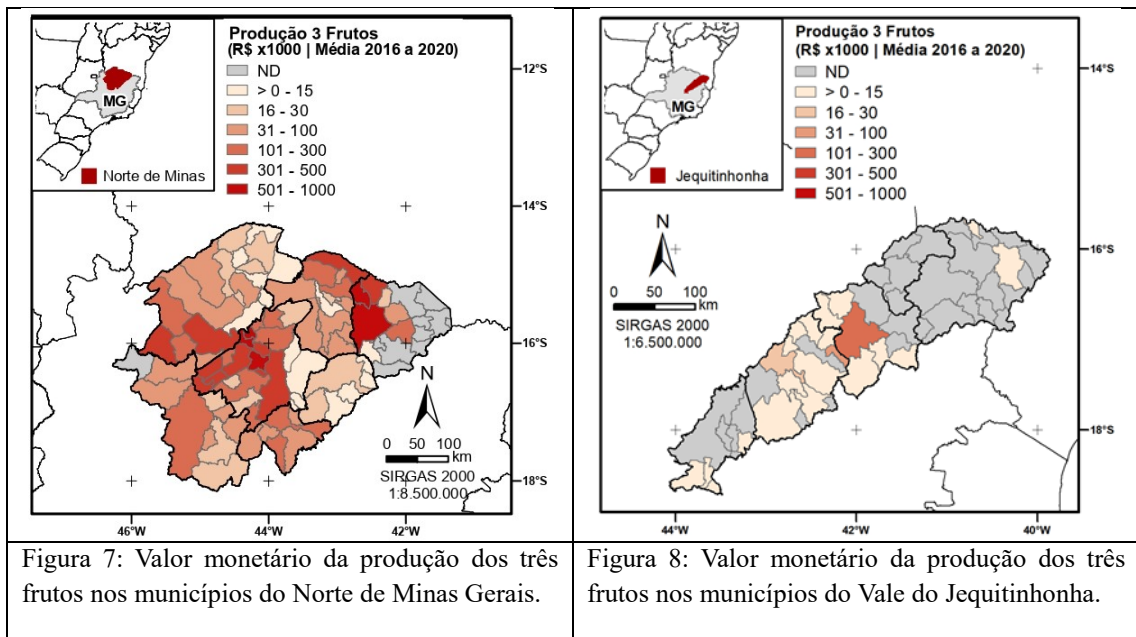 Produção 3 Frutos
(R$ x1000 | Média 2016 a 2020)
ND
> 0 - 15
16 - 30
31 - 100
101 - 300
301 - 500
501 - 1000
MG
Norte de Minas
12°S
14°S
16°S
18°S
N
0 50 100
km
SIRGAS 2000
1:8.500.000
46°W 44°W 42°W
Figura 7: Valor monetário da produção dos três
frutos nos municípios do Norte de Minas Gerais.
Produção 3 Frutos
(R$ x1000 | Média 2016 a 2020)
ND
> 0 - 15
16 - 30
31 - 100
101 - 300
301 - 500
501 - 1000
MG
Jequitinhonha
14°S
16°S
18°S
N
0 50 100
km
SIRGAS 2000
1:6.500.000
44°W 42°W 40°W
Figura 8: Valor monetário da produção dos três
frutos nos municípios do Vale do Jequitinhonha.